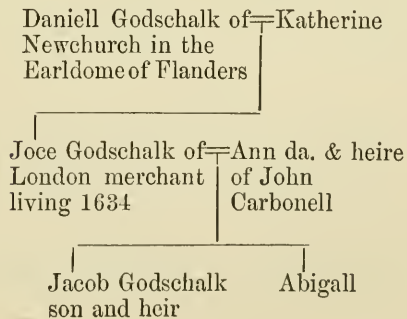 Daniell Godschalk of Katherine
Newchurch in the
Earldome of Flanders
Joce Godschalk of Ann da. & heire
London merchant of John
living 1634 Carbonell
Jacob Godschalk Abigall
son and heir